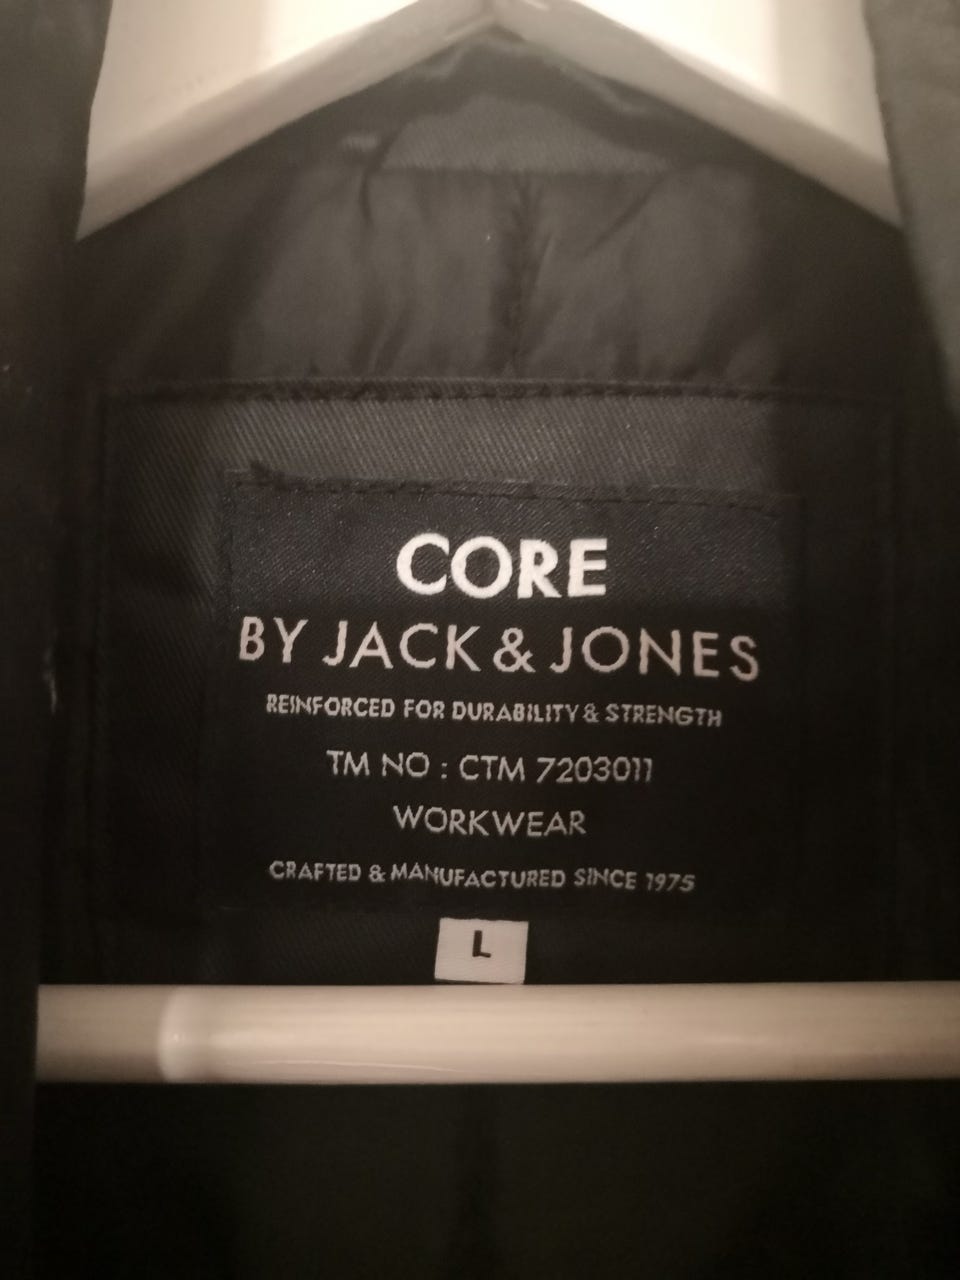 CORE
BY JACK & JONES
REINFORCED FOR DURABILITY & STRENGTH
TM NO : CTM 7203011
WORKWEAR
CRAFTED & MANUFACTURED SINCE 1975
L